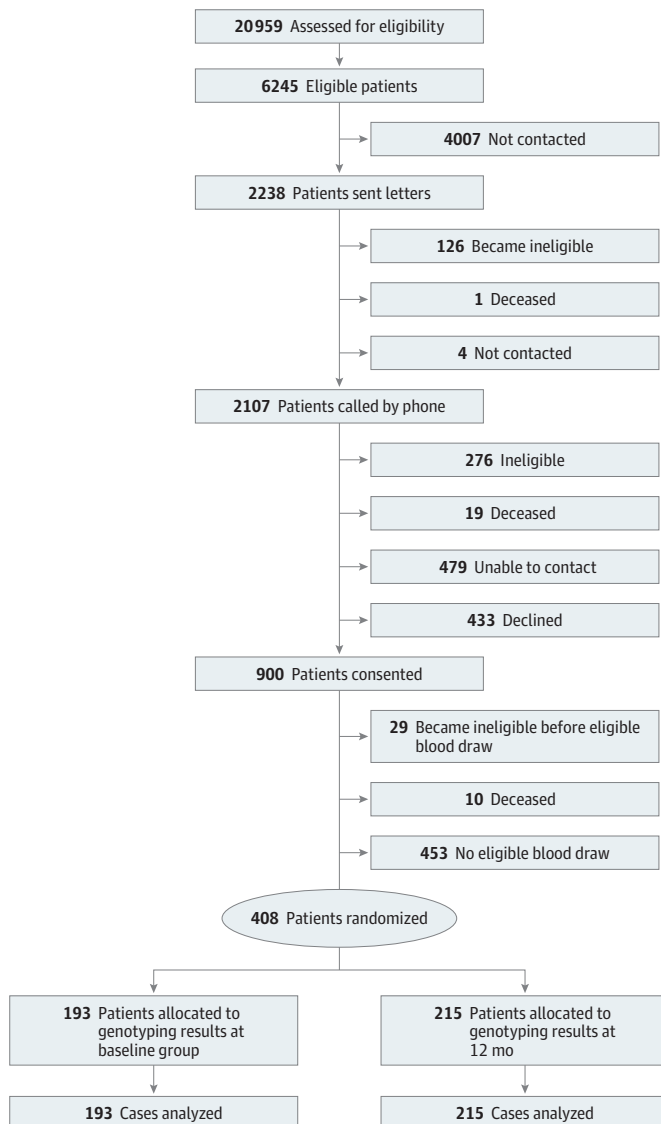 20959 Assessed for eligibility
6245 Eligible patients
4007 Not contacted
2238 Patients sent letters
126 Became ineligible
1 Deceased
4 Not contacted
2107 Patients called by phone
276 Ineligible
19 Deceased
479 Unable to contact
433 Declined
900 Patients consented
29 Became ineligible before eligible
blood draw
10 Deceased
453 No eligible blood draw
408 Patients randomized
193 Patients allocated to
genotyping results at
baseline group
215 Patients allocated to
genotyping results at
12 mo
193 Cases analyzed
215 Cases analyzed